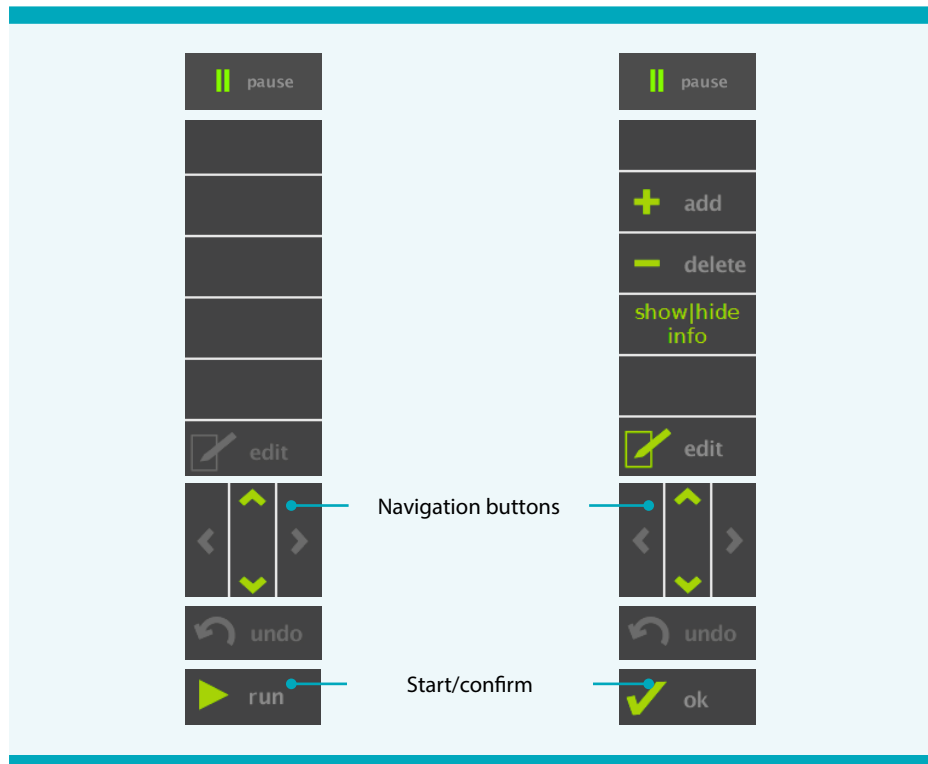 pause
edit
undo
run
Navigation buttons
Start/confirm
pause
add
delete
show|hide
info
edit
undo
ok